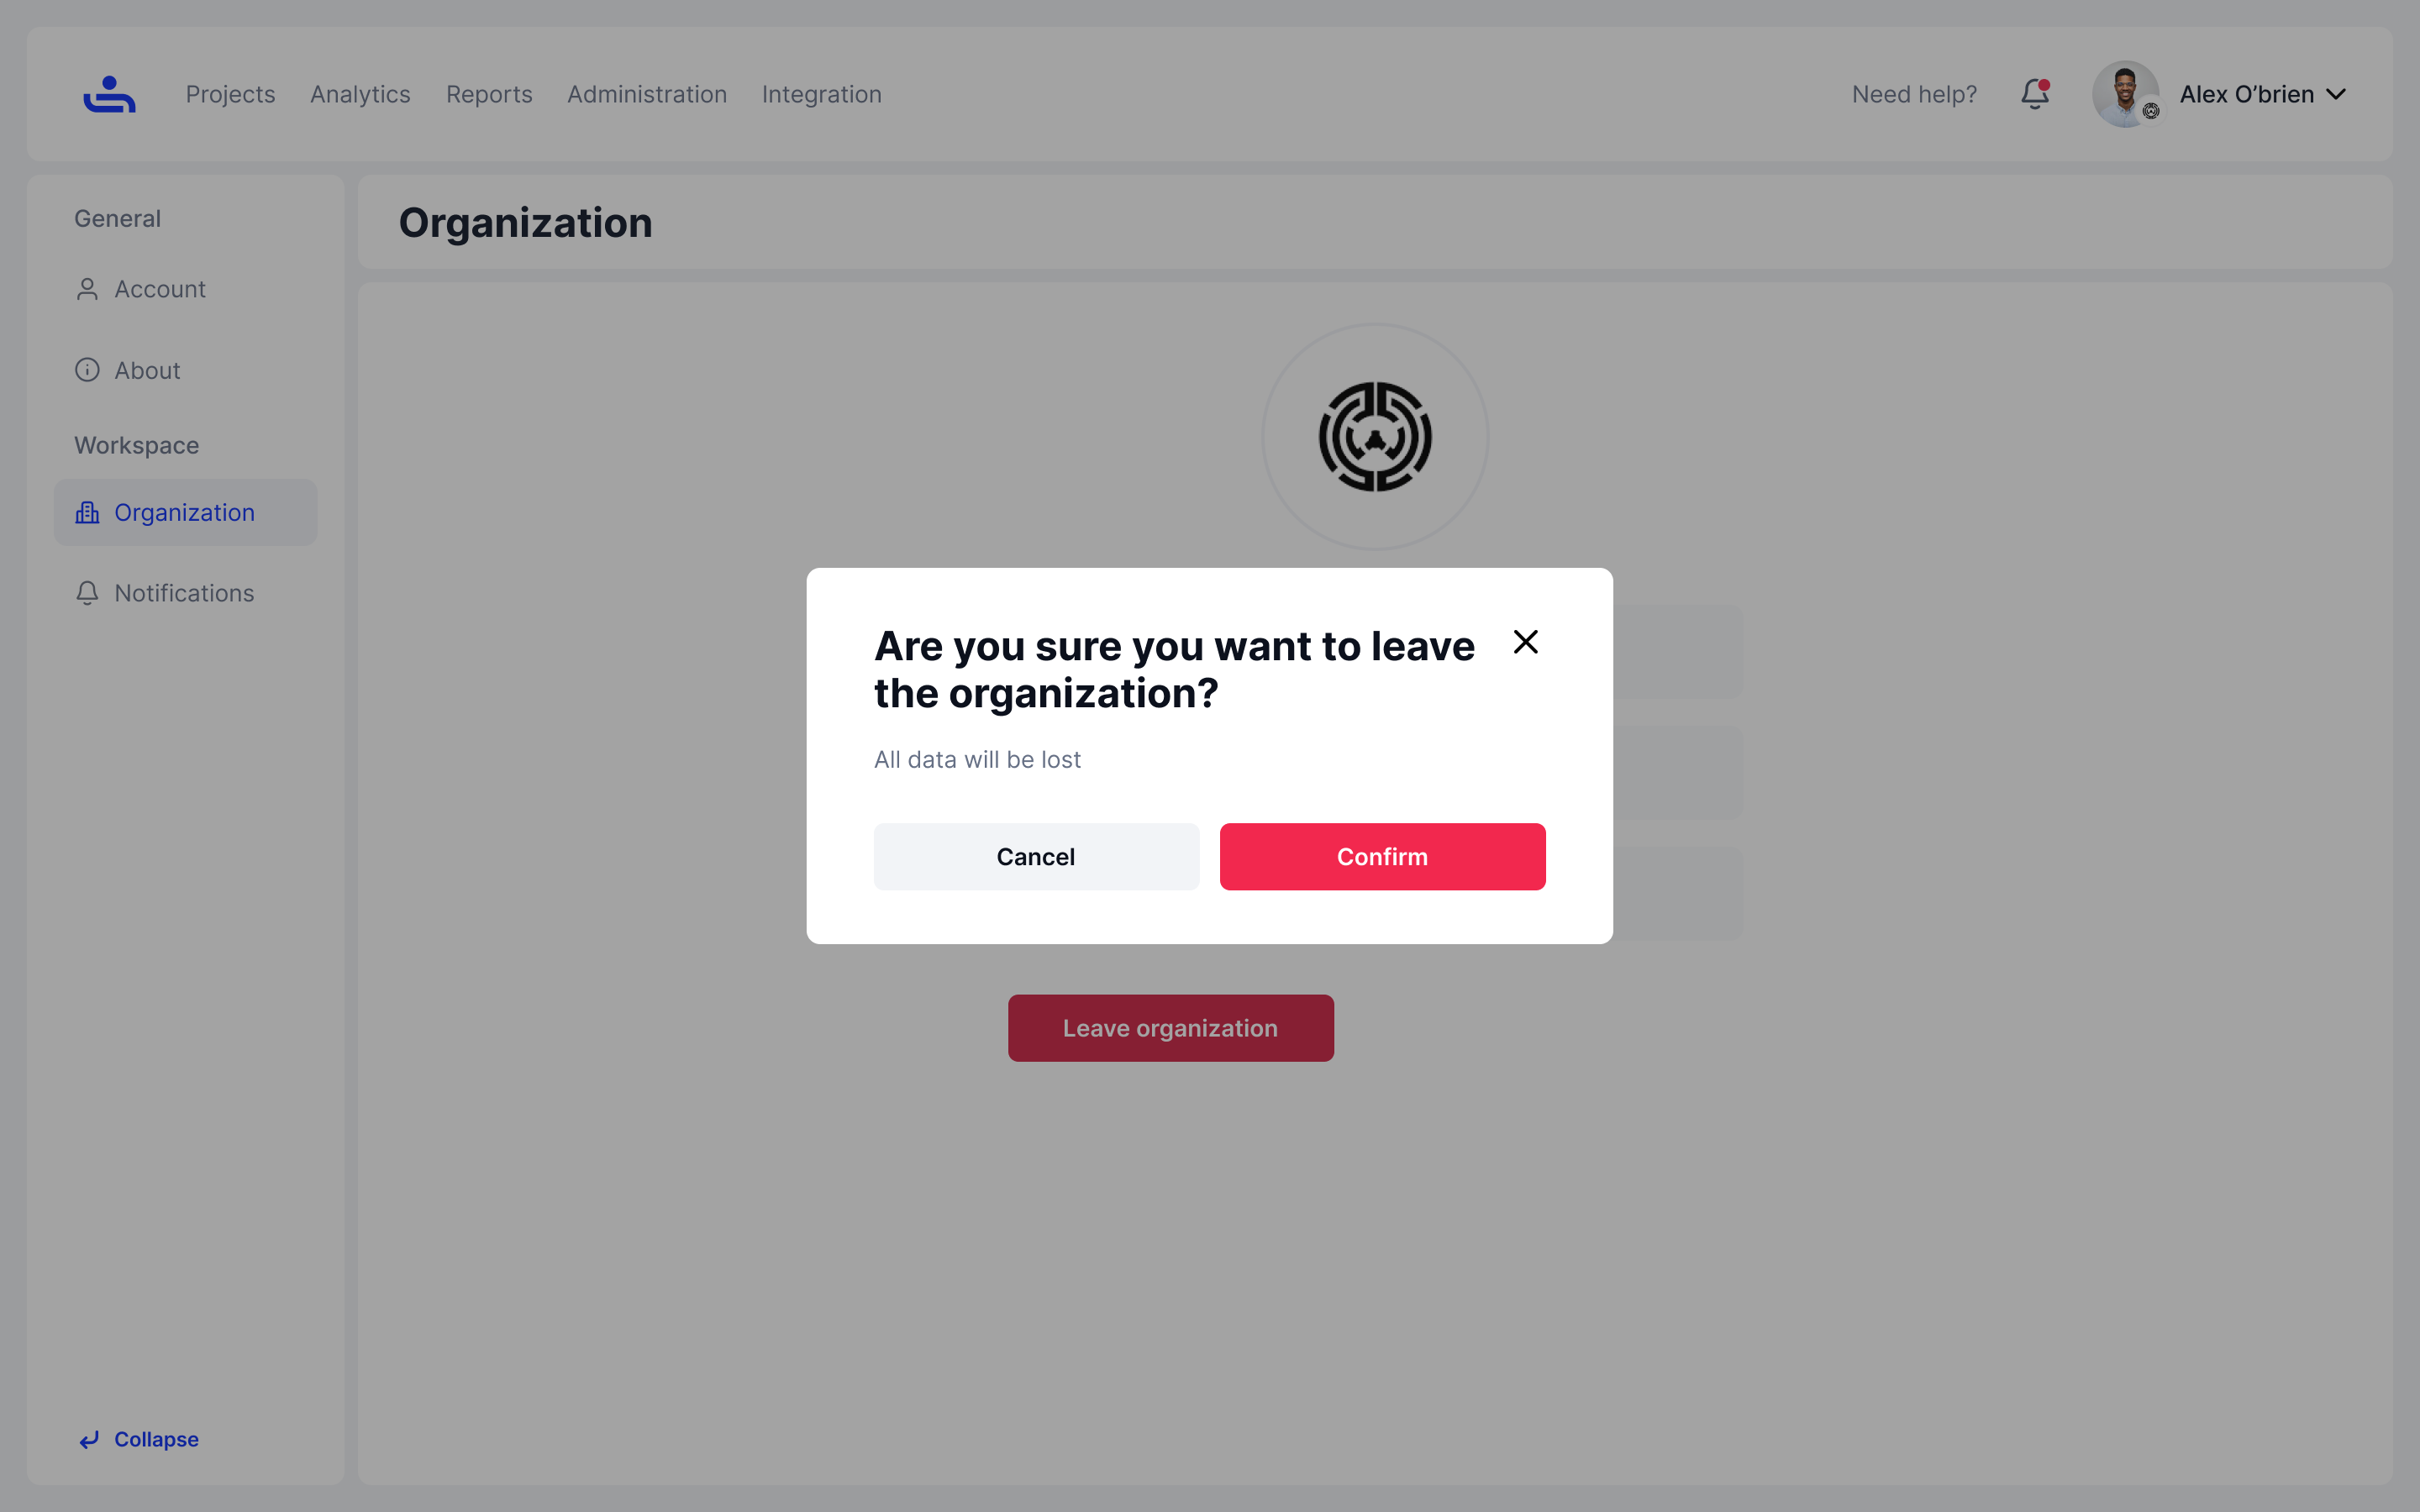 Projects Analytics Reports Administration Integration Need help? Alex O’brien
General
Account
About
Workspace
Organization
Notifications
Collapse
Organization
Are you sure you want to leave
the organization?
All data will be lost
Cancel Confirm
Leave organization